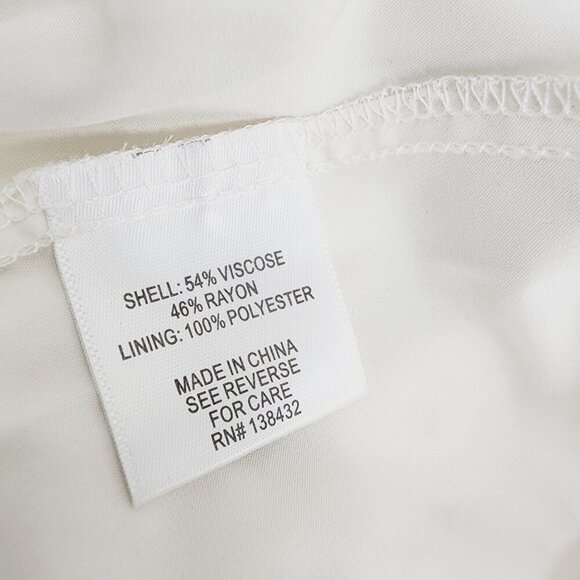 SHELL: 54% VISCOSE
46% RAYON
LINING: 100% POLYESTER
MADE IN CHINA
SEE REVERSE
FOR CARE
RN# 138432